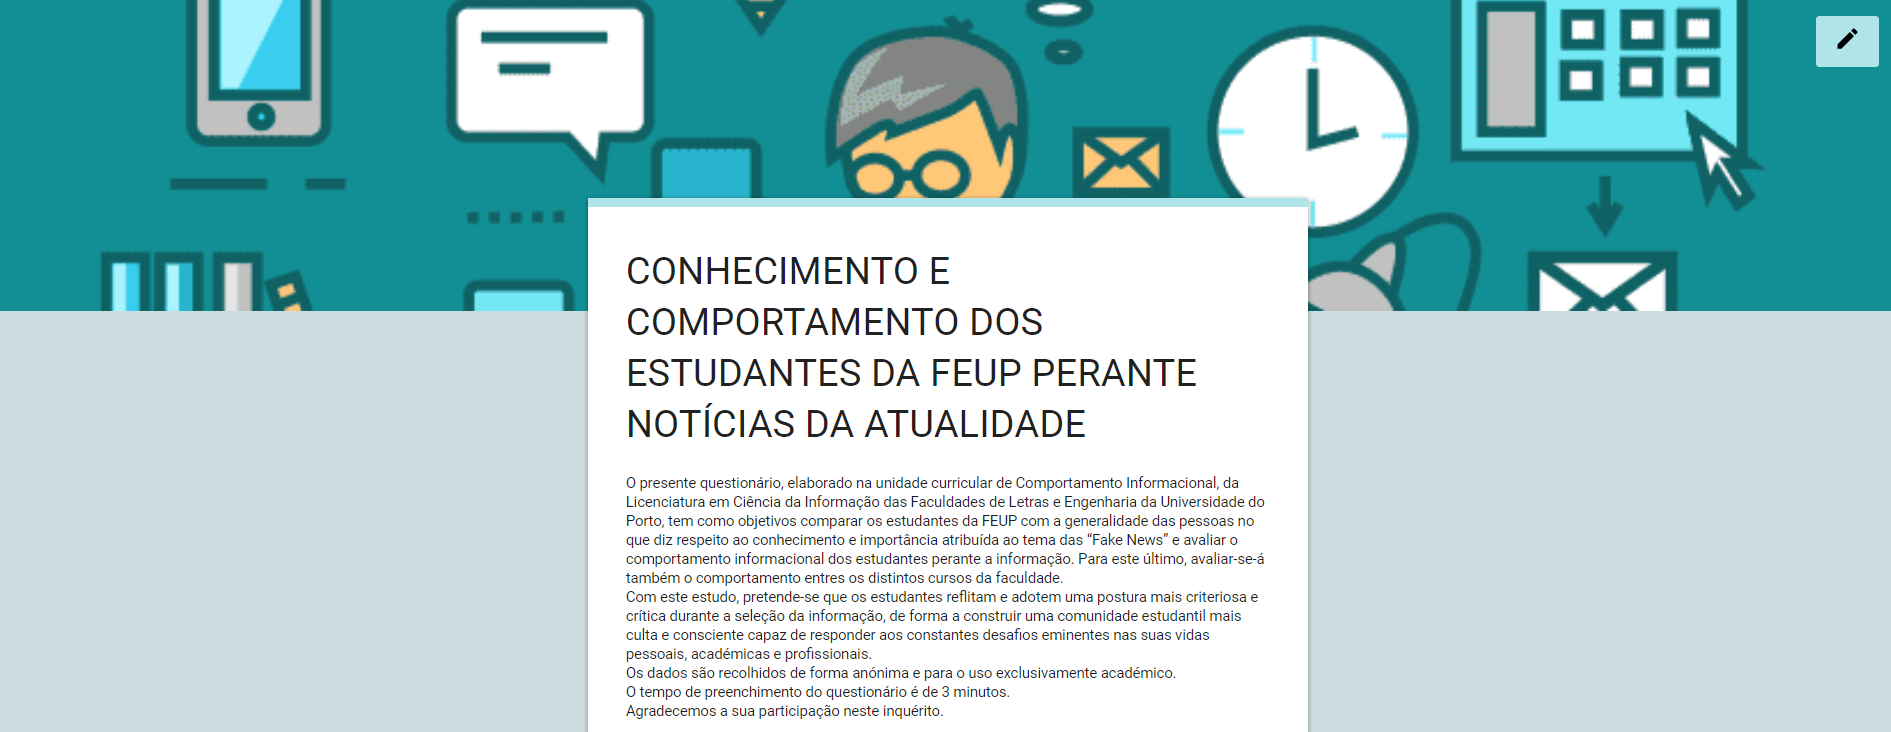 CONHECIMENTO E
COMPORTAMENTO DOS
ESTUDANTES DA FEUP PERANTE
NOTÍCIAS DA ATUALIDADE
O presente questionário, elaborado na unidade curricular de Comportamento Informacional, da
Licenciatura em Ciência da Informação das Faculdades de Letras e Engenharia da Universidade do
Porto, tem como objetivos comparar os estudantes da FEUP com a generalidade das pessoas no
que diz respeito ao conhecimento e importância atribuída ao tema das “Fake News” e avaliar o
comportamento informacional dos estudantes perante a informação. Para este último, avaliar-se-á
também o comportamento entres os distintos cursos da faculdade.
Com este estudo, pretende-se que os estudantes reflitam e adotem uma postura mais criteriosa e
crítica durante a seleção da informação, de forma a construir uma comunidade estudantil mais
culta e consciente capaz de responder aos constantes desafios eminentes nas suas vidas
pessoais, académicas e profissionais.
Os dados são recolhidos de forma anónima e para o uso exclusivamente académico.
O tempo de preenchimento do questionário é de 3 minutos.
Agradecemos a sua participação neste inquérito.